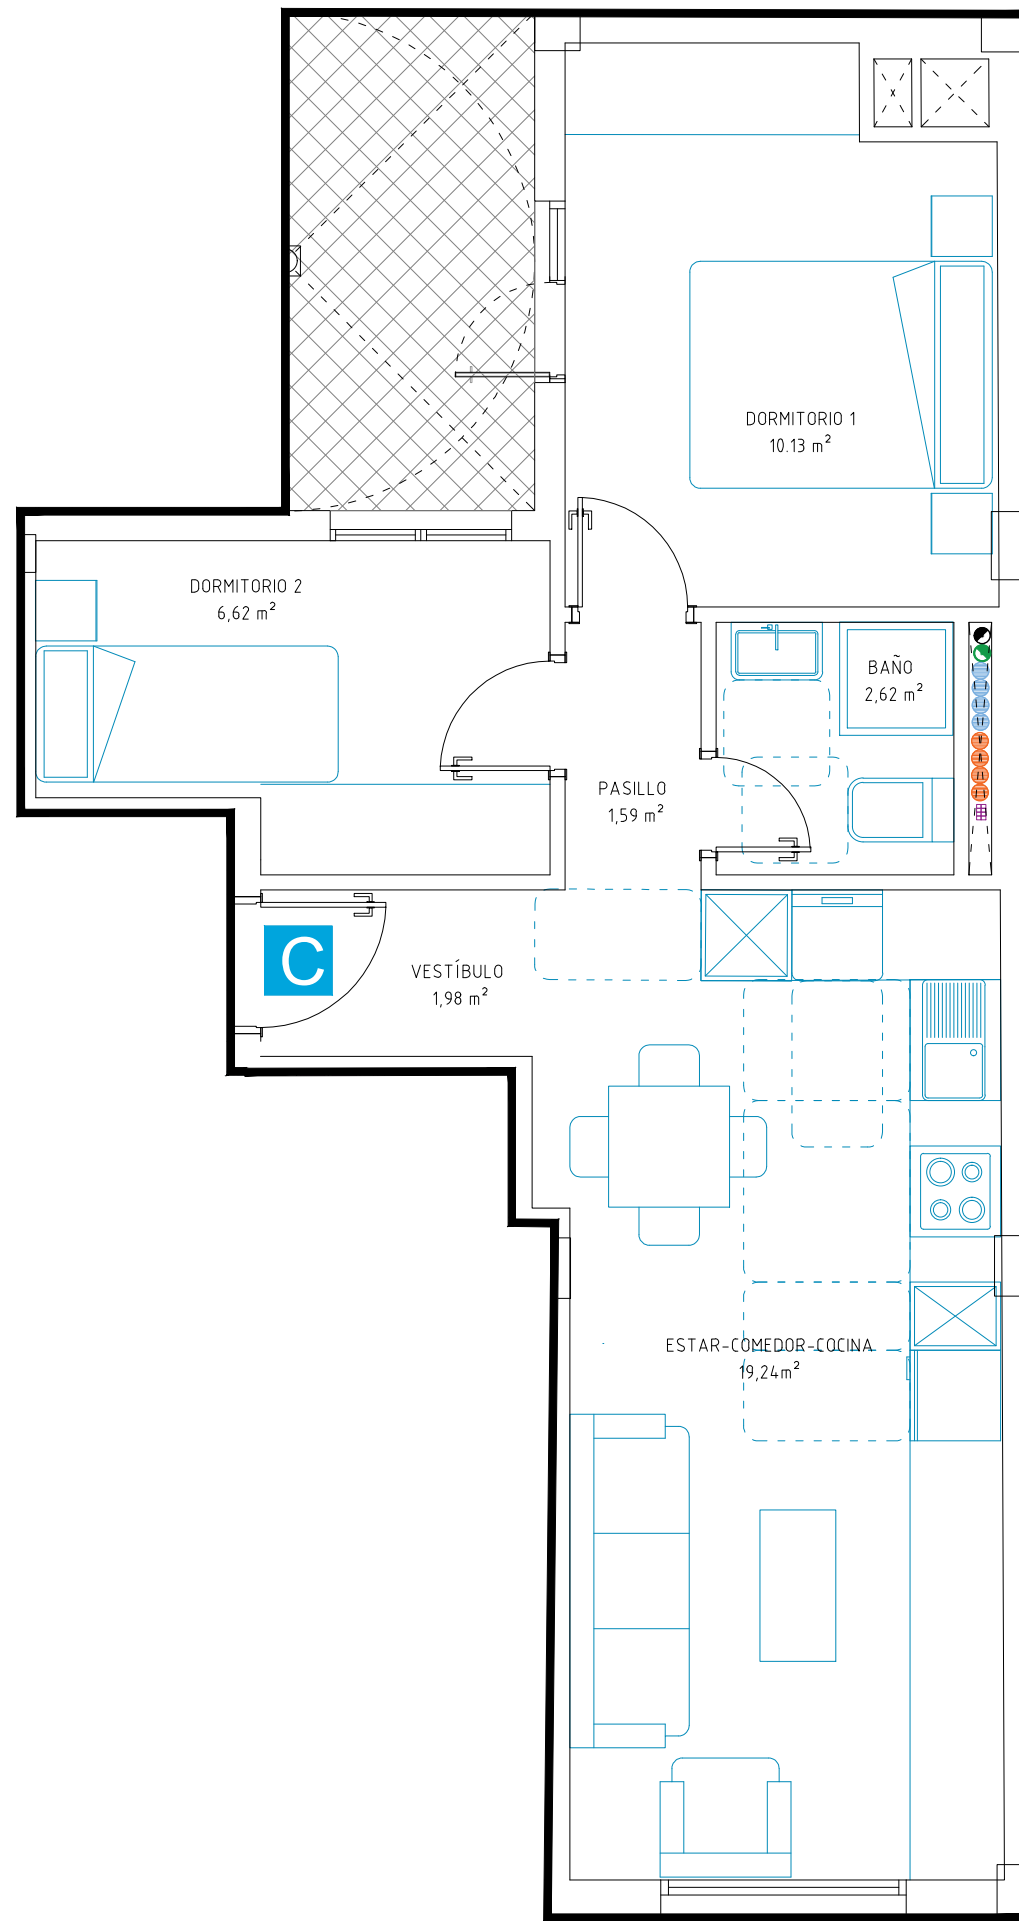 DORMITORIO 1
10.13 m²
DORMITORIO 2
6,62 m²
BAÑO
2,62 m²
PASILLO
1,59 m²
C
VESTÍBULO
1,98 m²
ESTAR-COMEDOR-COCINA
19,24m²